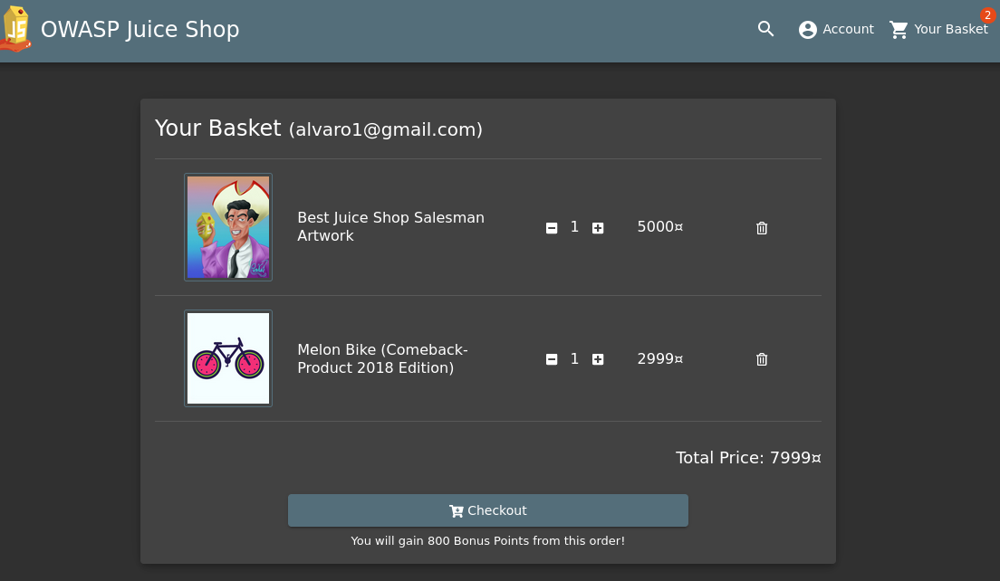 JS
OWASP Juice Shop
Account
Your Basket
2
Your Basket (alvaro1@gmail.com)
Best Juice Shop Salesman
Artwork
1
5000¤
Melon Bike (Comeback-
Product 2018 Edition)
1
2999¤
Total Price: 7999¤
Checkout
You will gain 800 Bonus Points from this order!